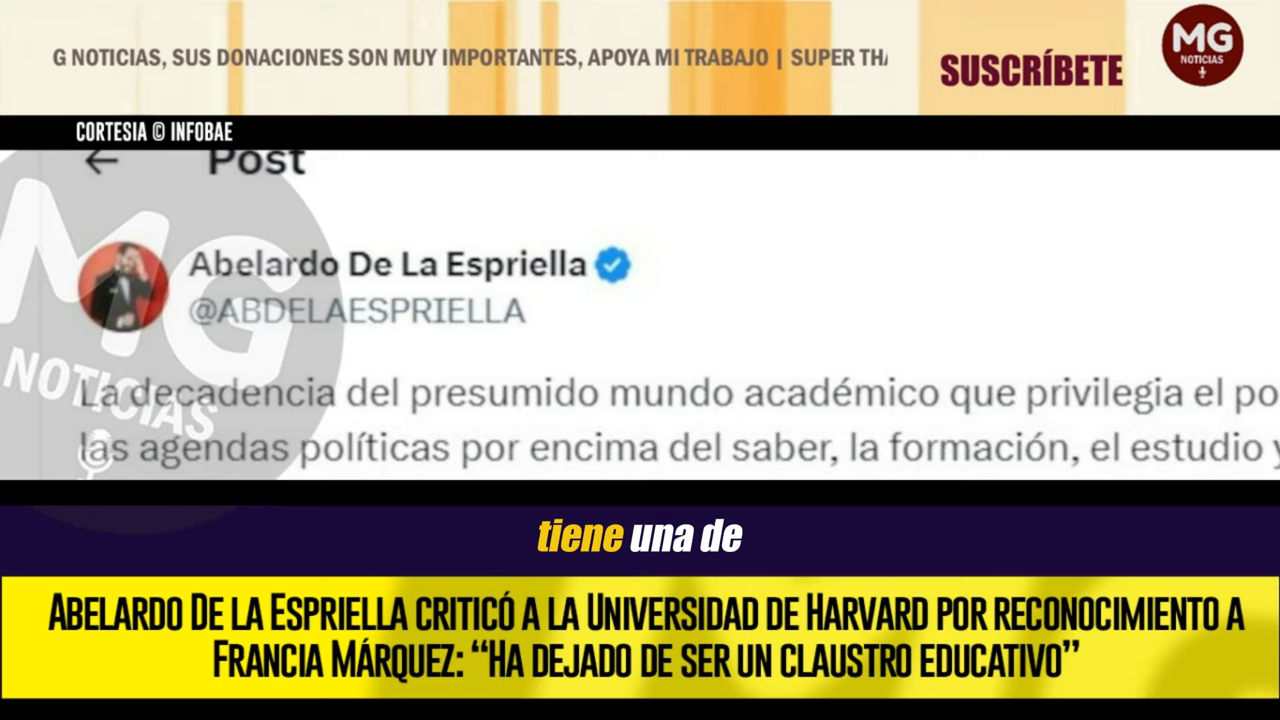 G NOTICIAS, SUS DONACIONES SON MUY IMPORTANTES, APOYA MI TRABAJO | SUPER
SUSCRÍBETE
MG
NOTICIAS
CORTESIA © INFOBAE
Post
Abelardo De La Espriella
@ABDELAESPRIELLA
MG
NOTICIAS
La decadencia del presumido mundo académico que privilegia el
las agendas políticas por encima del saber, la formación, el estudio y
tiene una de
ABELARDO DE LA ESPRIELLA CRITICÓ A LA UNIVERSIDAD DE HARVARD POR RECONOCIMIENTO A
FRANCIA MÁRQUEZ: “HA DEJADO DE SER UN CLAUSTRO EDUCATIVO”